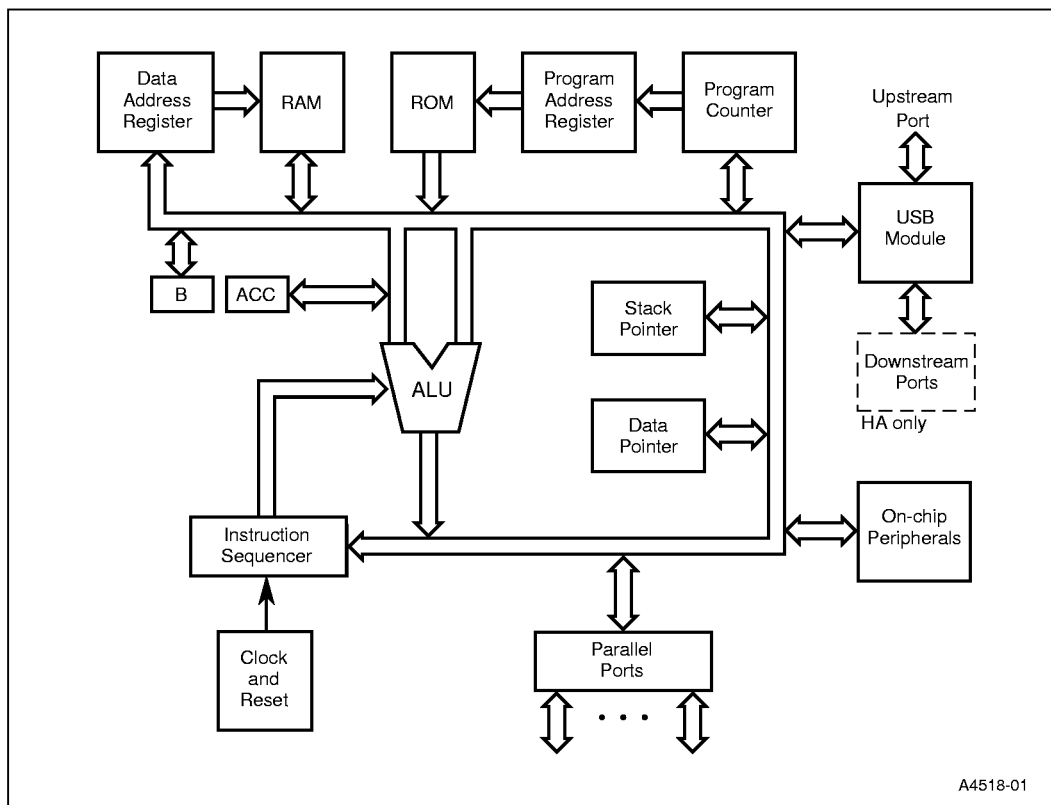 Data
Address
Register
RAM
ROM
Program
Address
Register
Program
Counter
Upstream
Port
USB
Module
B
ACC
Stack
Pointer
Downstream
Ports
HA only
ALU
Data
Pointer
Instruction
Sequencer
On-chip
Peripherals
Clock
and
Reset
Parallel
Ports
• • •
A4518-01